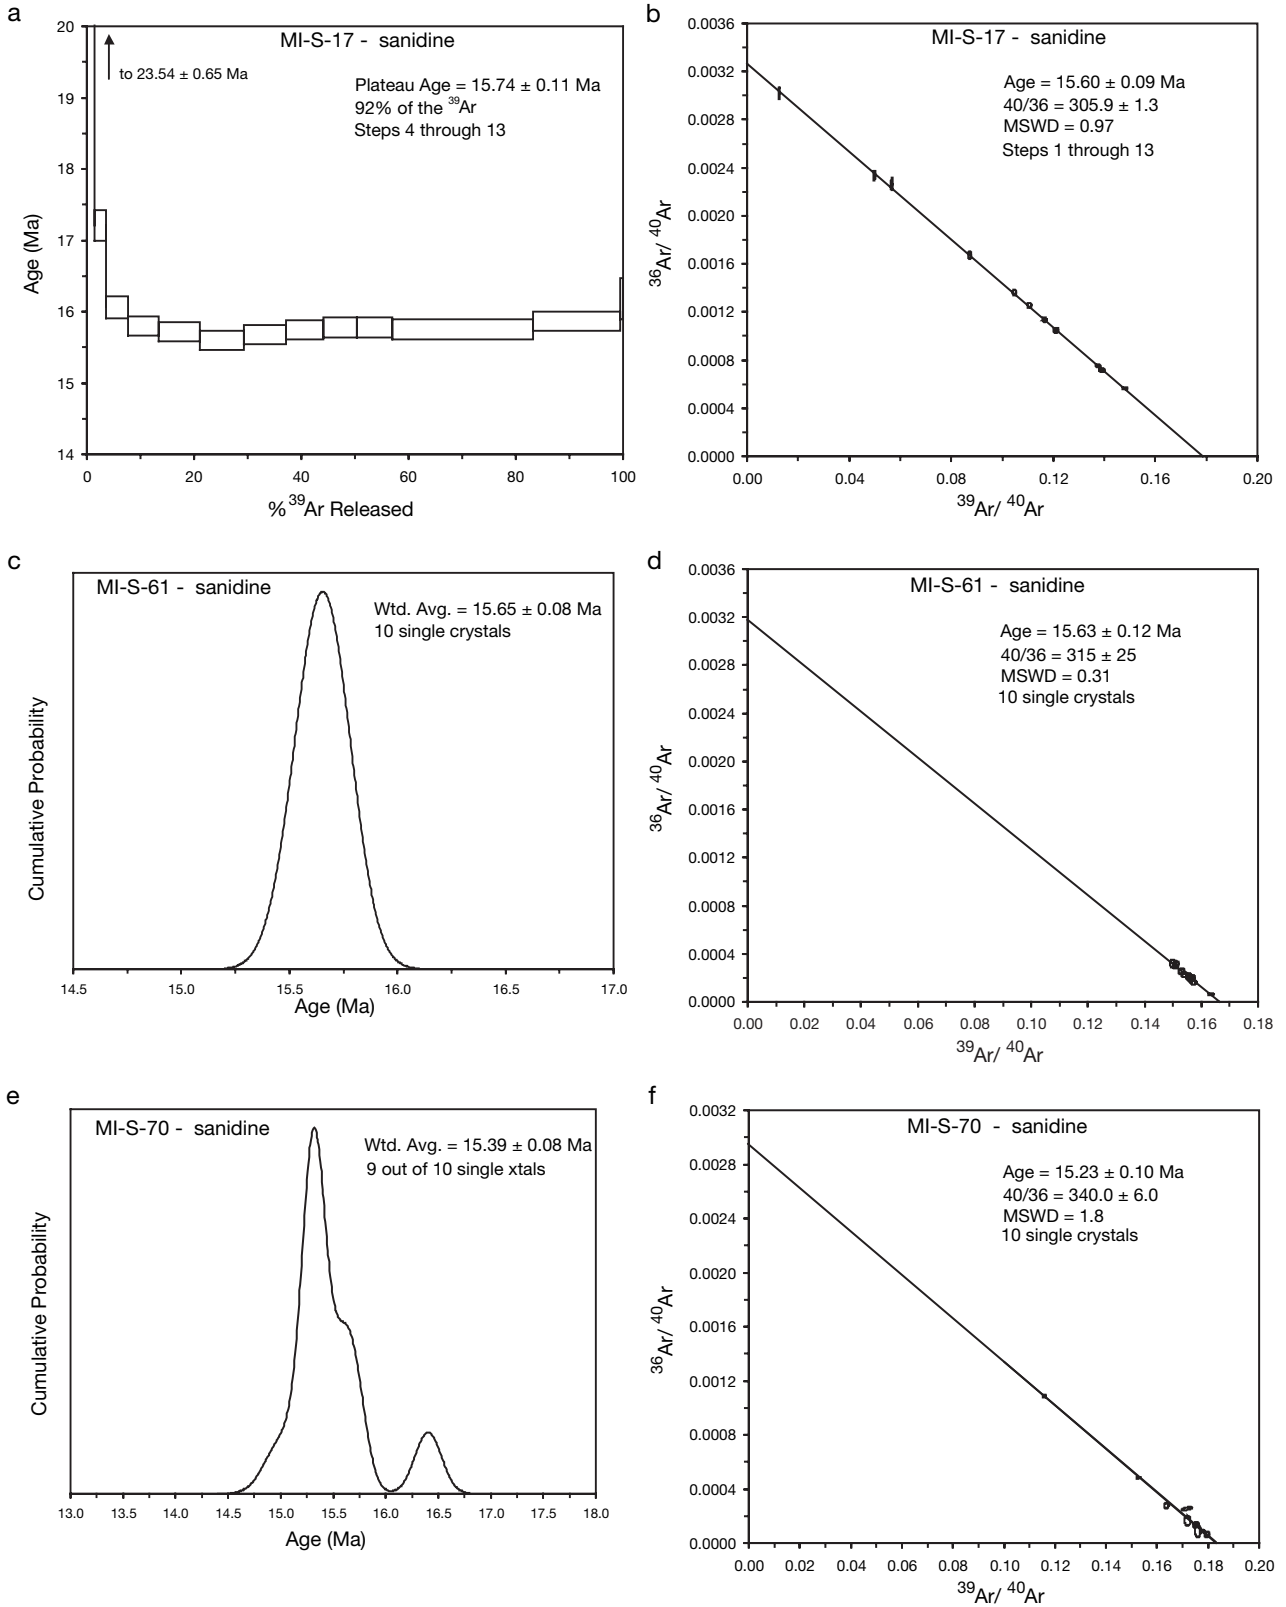 a
MI-S-17 - sanidine
to 23.54 ± 0.65 Ma
Plateau Age = 15.74 ± 0.11 Ma
92% of the 39Ar
Steps 4 through 13
Age (Ma)
20
19
18
17
16
15
14
0 20 40 60 80 100
% 39Ar Released
b
MI-S-17 - sanidine
Age = 15.60 ± 0.09 Ma
40/36 = 305.9 ± 1.3
MSWD = 0.97
Steps 1 through 13
36Ar/ 40Ar
0.0036
0.0032
0.0028
0.0024
0.0020
0.0016
0.0012
0.0008
0.0004
0.0000
0.00 0.04 0.08 0.12 0.16 0.20
39Ar/ 40Ar
c
MI-S-61 - sanidine
Wtd. Avg. = 15.65 ± 0.08 Ma
10 single crystals
Cumulative Probability
14.5 15.0 15.5 16.0 16.5 17.0
Age (Ma)
d
MI-S-61 - sanidine
Age = 15.63 ± 0.12 Ma
40/36 = 315 ± 25
MSWD = 0.31
10 single crystals
36Ar/ 40Ar
0.0036
0.0032
0.0028
0.0024
0.0020
0.0016
0.0012
0.0008
0.0004
0.0000
0.00 0.02 0.04 0.06 0.08 0.10 0.12 0.14 0.16 0.18
39Ar/ 40Ar
e
MI-S-70 - sanidine
Wtd. Avg. = 15.39 ± 0.08 Ma
9 out of 10 single xtals
Cumulative Probability
13.0 13.5 14.0 14.5 15.0 15.5 16.0 16.5 17.0 17.5 18.0
Age (Ma)
f
MI-S-70 - sanidine
Age = 15.23 ± 0.10 Ma
40/36 = 340.0 ± 6.0
MSWD = 1.8
10 single crystals
36Ar/ 40Ar
0.0032
0.0028
0.0024
0.0020
0.0016
0.0012
0.0008
0.0004
0.0000
0.00 0.02 0.04 0.06 0.08 0.10 0.12 0.14 0.16 0.18 0.20
39Ar/ 40Ar